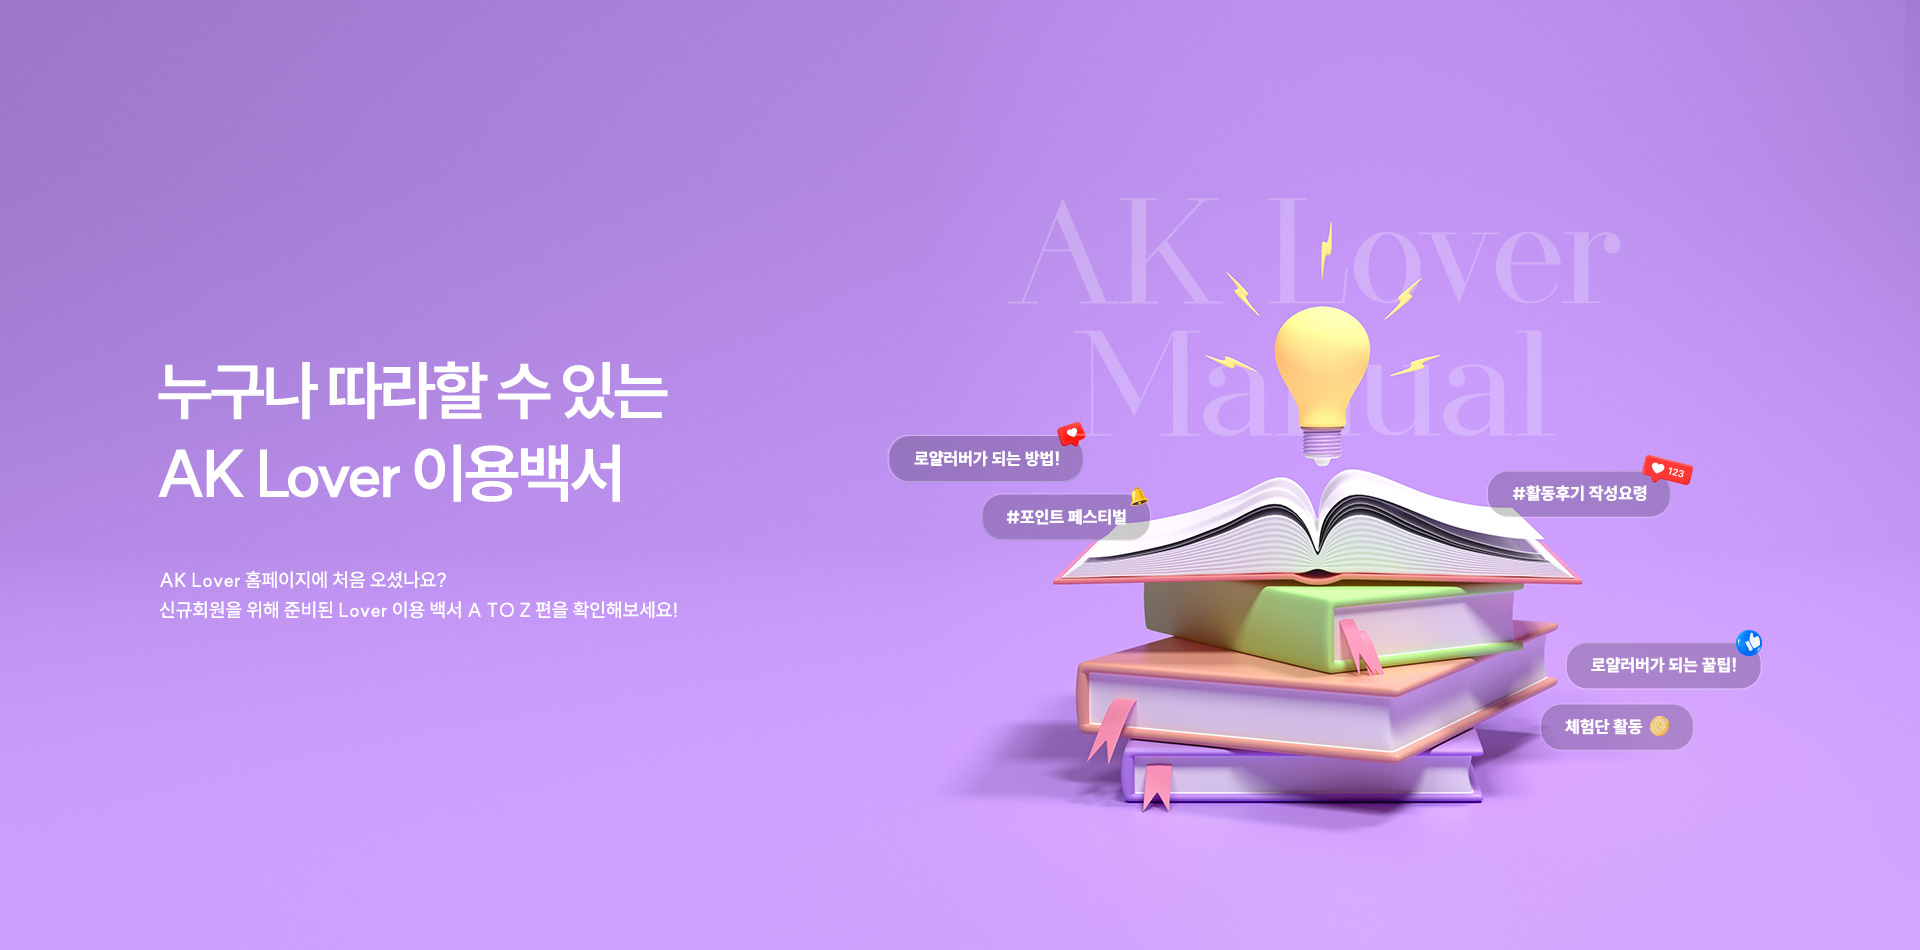 누구나 따라할 수 있는
AK Lover 이용백서
AK Lover 홈페이지에 처음 오셨나요?
신규회원을 위해 준비된 Lover 이용 백서 A TO Z 편을 확인해보세요!
AK Lover
Manual
로얄러버가 되는 방법!
#포인트 페스티벌
123
#활동후기 작성요령
로얄러버가 되는 꿀팁!
체험단 활동